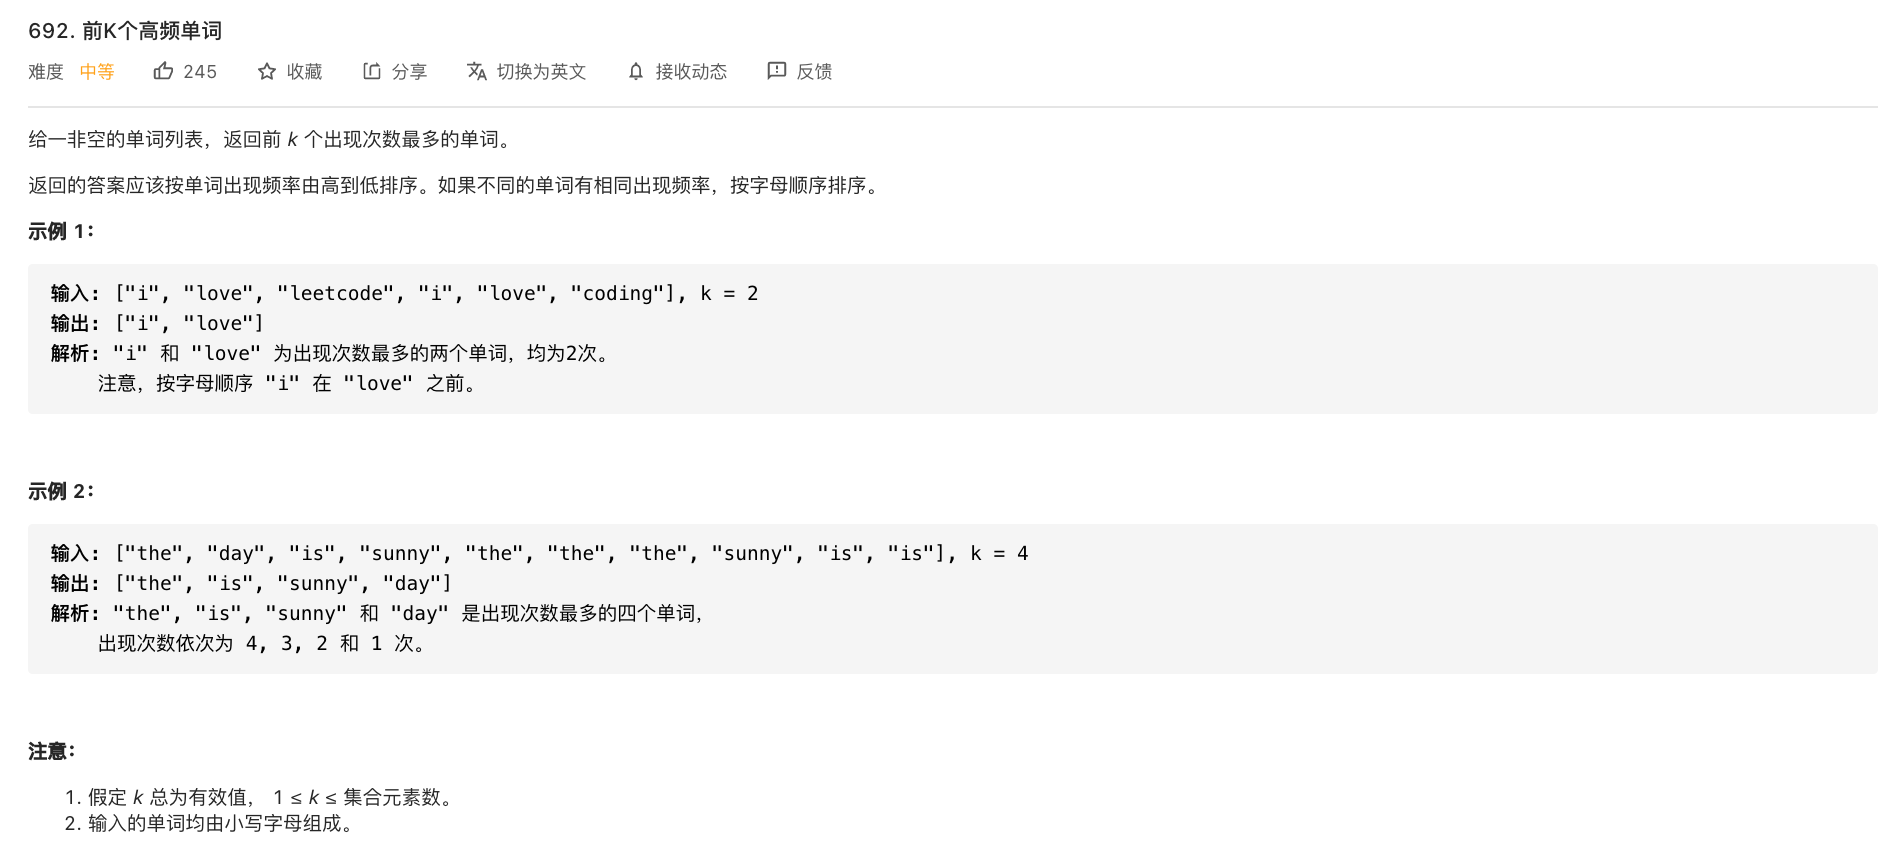 692. 前K个高频单词
难度 中等 245 收藏 分享 切换为英文 接收动态 反馈
给一非空的单词列表，返回前 k 个出现次数最多的单词。
返回的答案应该按单词出现频率由高到低排序。如果不同的单词有相同出现频率，按字母顺序排序。
示例 1：
输入: ["i", "love", "leetcode", "i", "love", "coding"], k = 2
输出: ["i", "love"]
解析: "i" 和 "love" 为出现次数最多的两个单词，均为2次。
注意，按字母顺序 "i" 在 "love" 之前。
示例 2：
输入: ["the", "day", "is", "sunny", "the", "the", "the", "sunny", "is", "is"], k = 4
输出: ["the", "is", "sunny", "day"]
解析: "the", "is", "sunny" 和 "day" 是出现次数最多的四个单词，
出现次数依次为 4, 3, 2 和 1 次。
注意：
1. 假定 k 总为有效值， 1 ≤ k ≤ 集合元素数。
2. 输入的单词均由小写字母组成。